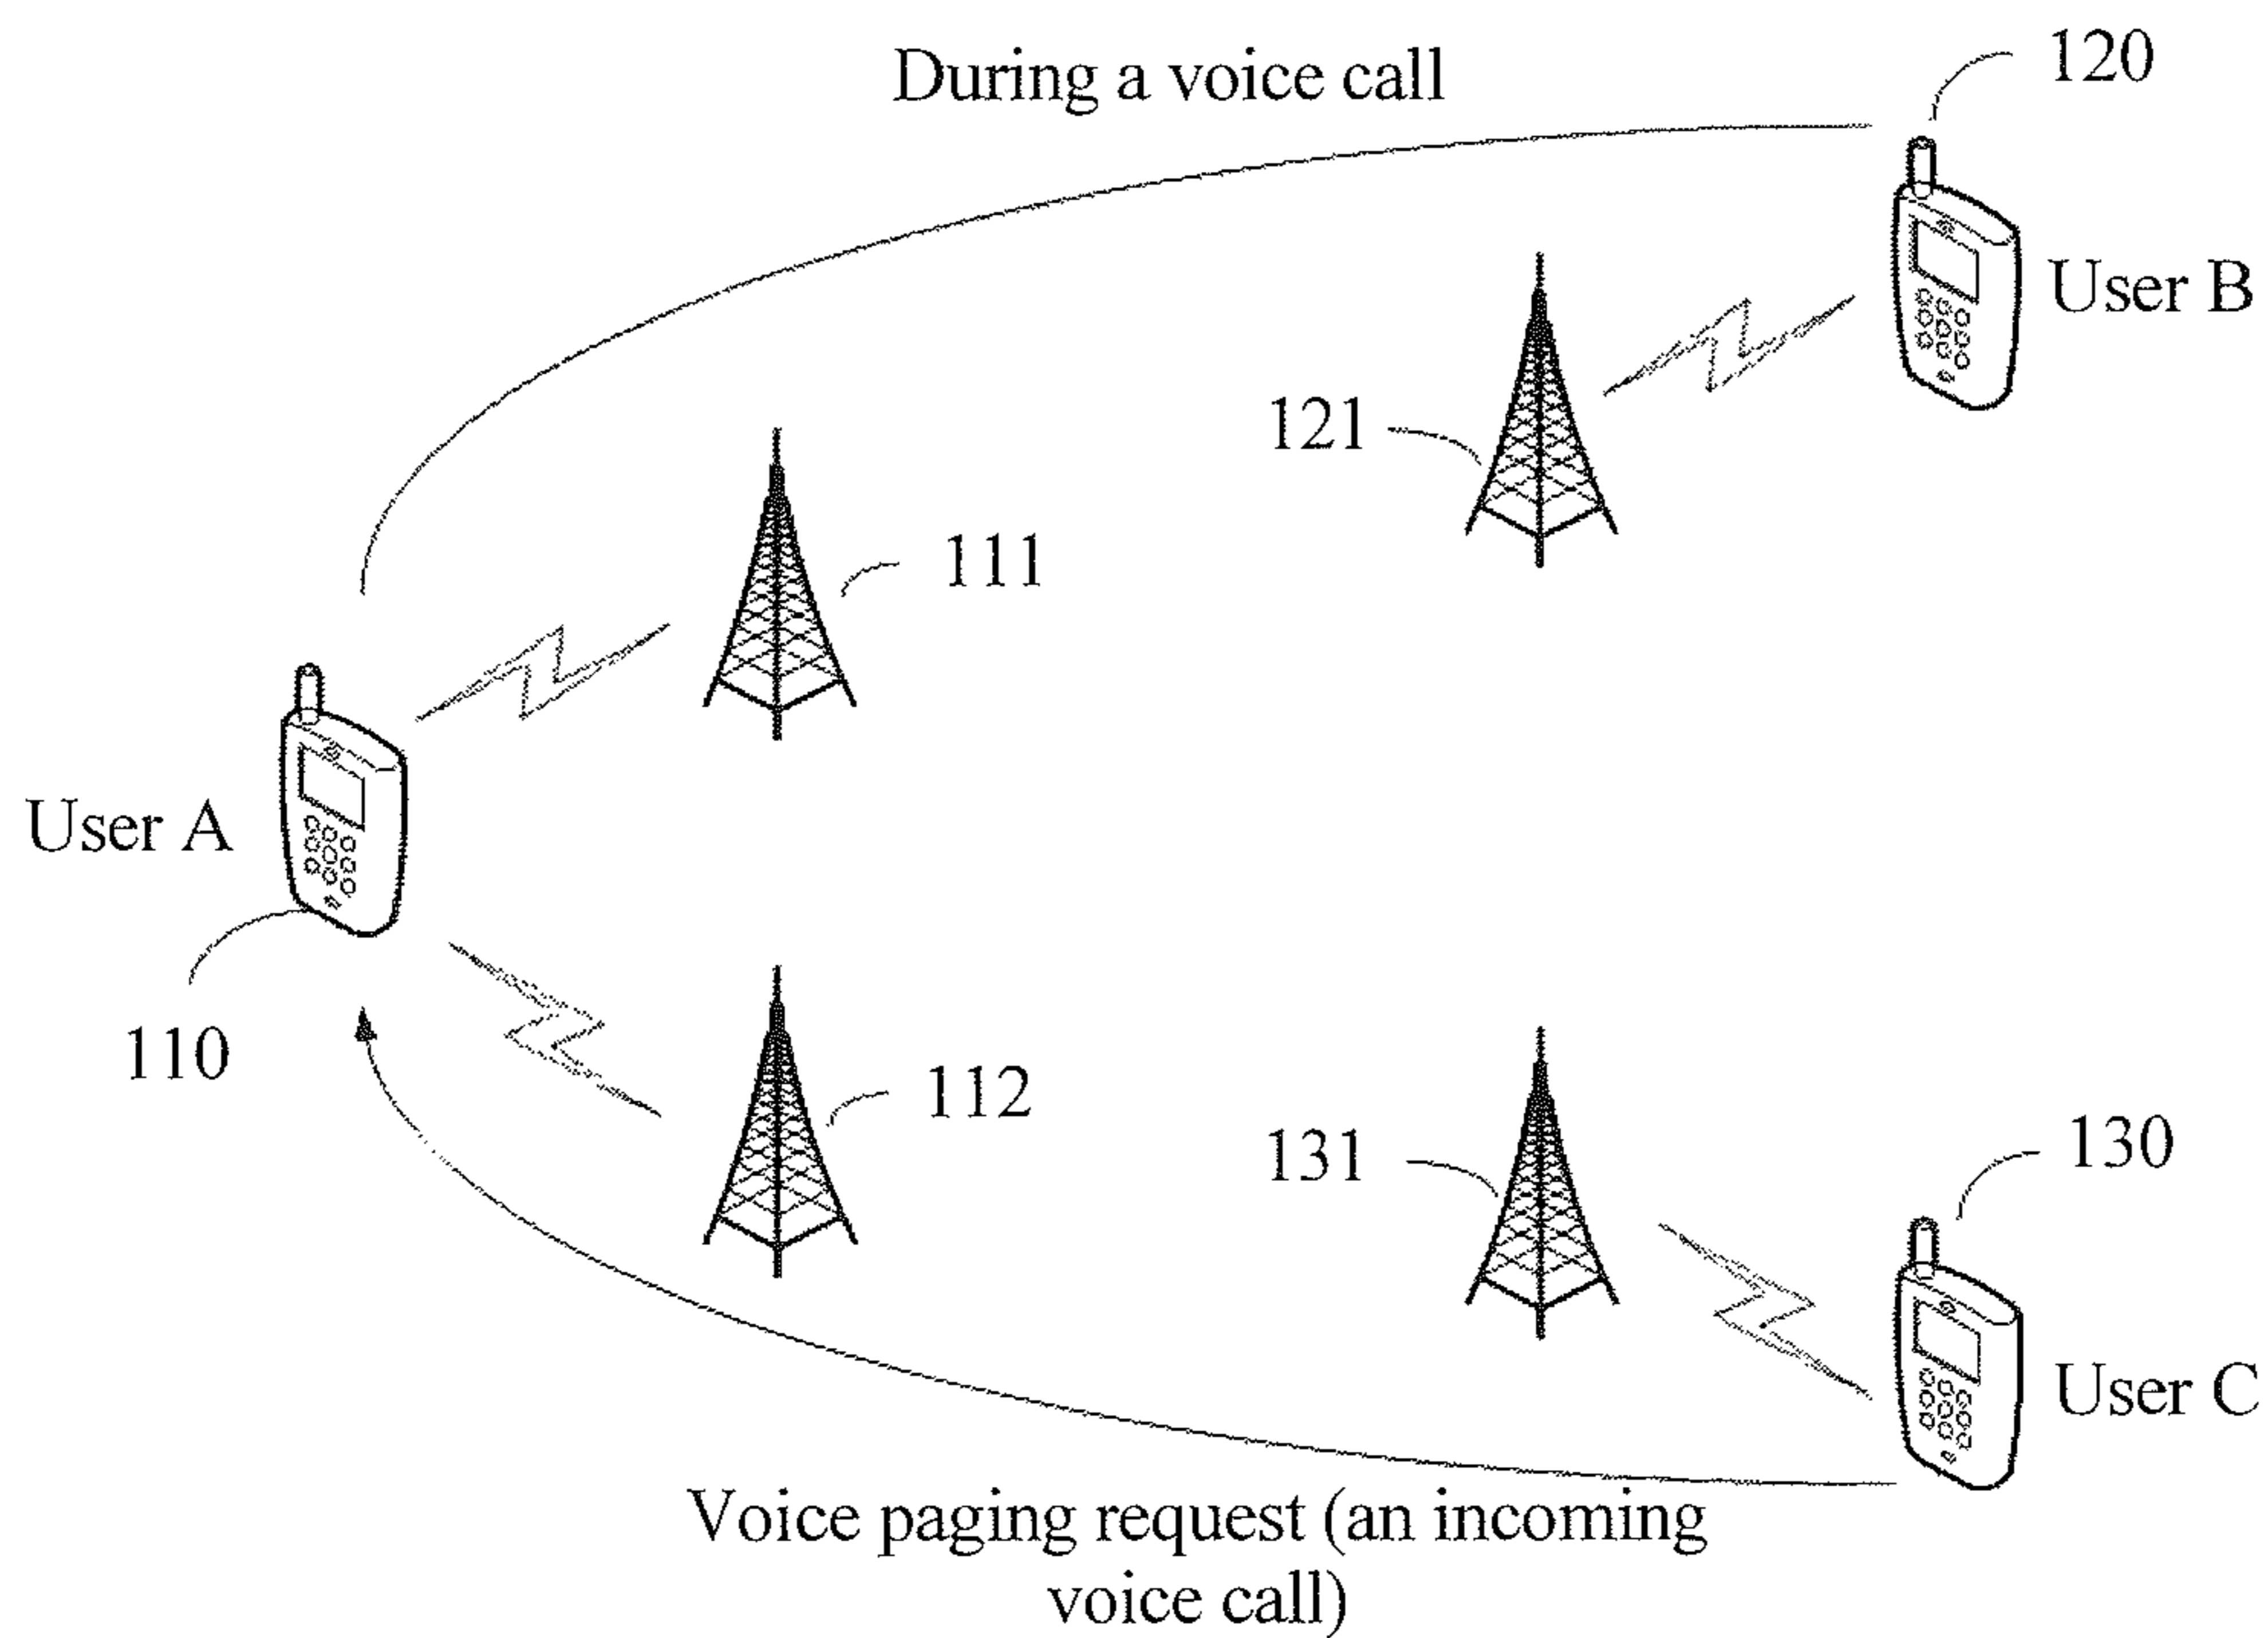 During a voice call
120
User B
121
111
User A
110
112
131
130
User C
Voice paging request (an incoming
voice call)